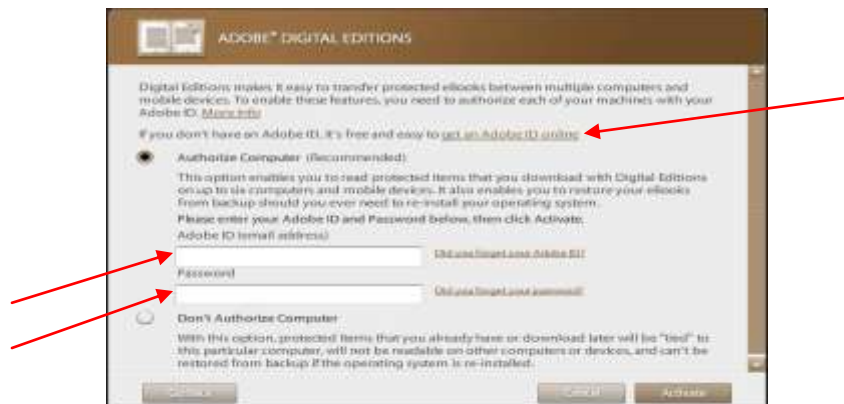 ADOBE® DIGITAL EDITIONS
Digital Editions makes it easy to transfer protected eBooks between multiple computers and
mobile devices. To enable these features, you need to authorize each of your machines with your
Adobe ID. More Info
If you don't have an Adobe ID, it's free and easy to get an Adobe ID online
Authorize Computer (Recommended)
This option enables you to read protected items that you download with Digital Editions
on up to six computers and mobile devices. It also enables you to restore your eBooks
from backup should you ever need to re-install your operating system.
Please enter your Adobe ID and Password below, then click Activate.
Adobe ID (email address)
Did you forget your Adobe ID?
Password
Did you forget your password?
Don't Authorize Computer
With this option, protected items that you already have or download later will be "tied" to
this particular computer, will not be readable on other computers or devices, and can't be
restored from backup if the operating system is re-installed.
Cancel
Activate